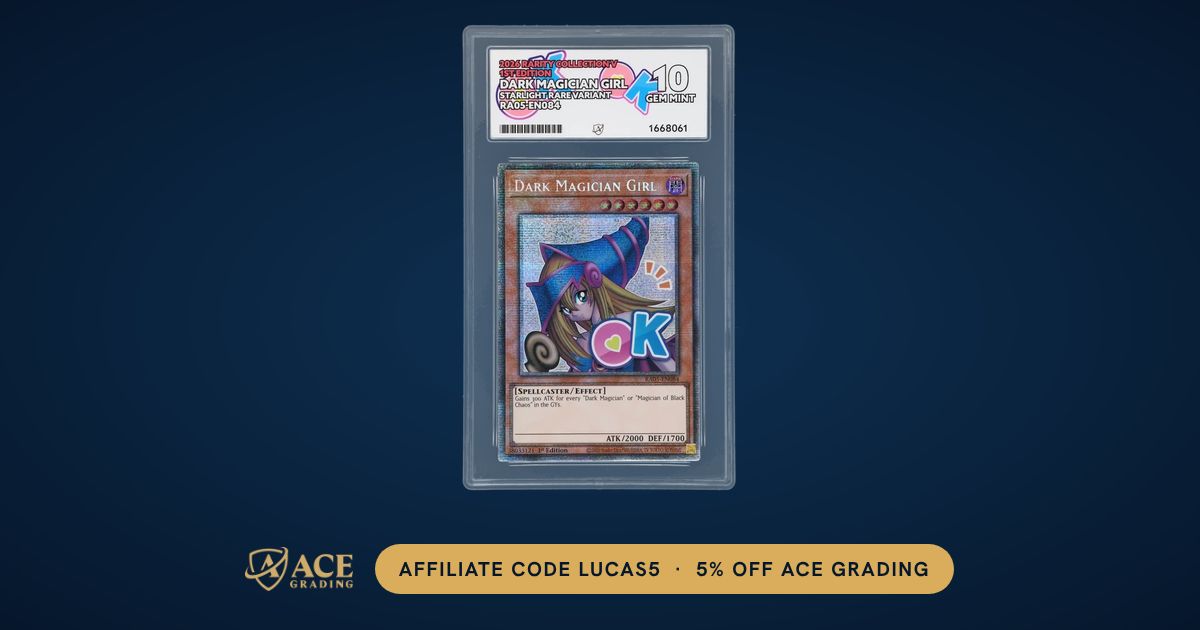 2026 RARITY COLLECTION V
1ST EDITION
DARK MAGICIAN GIRL
STARLIGHT RARE VARIANT
RA05-EN084
10
GEM MINT
1668061
DARK MAGICIAN GIRL
OK
RA05-EN084
[SPELLCASTER/EFFECT]
Gains 300 ATK for every "Dark Magician" or "Magician of Black
Chaos" in the GYs.
ATK/2000 DEF/1700
1st Edition
ACE
GRADING
AFFILIATE CODE LUCAS5 · 5% OFF ACE GRADING